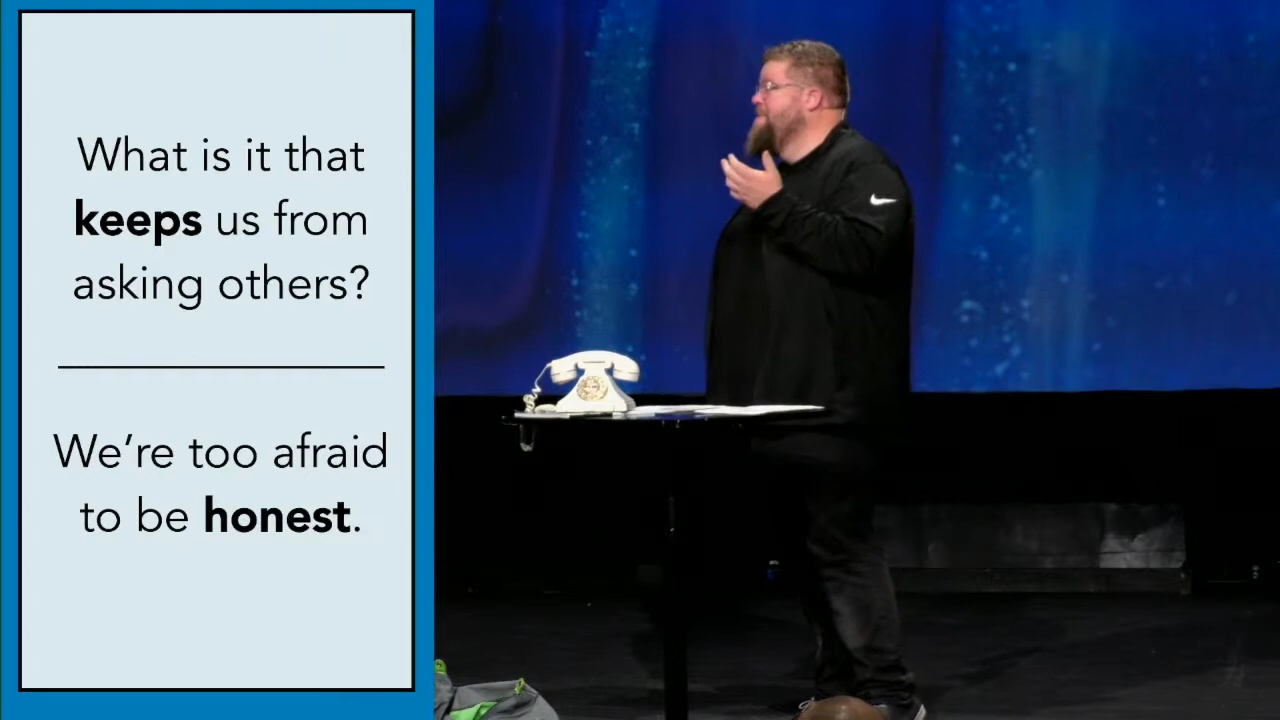 What is it that
keeps us from
asking others?
We're too afraid
to be honest.